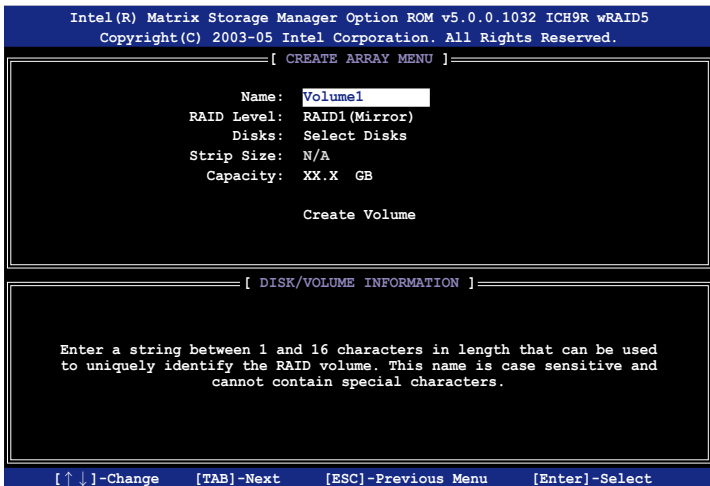 Intel(R) Matrix Storage Manager Option ROM v5.0.0.1032 ICH9R wRAID5
Copyright(C) 2003-05 Intel Corporation. All Rights Reserved.
[ CREATE ARRAY MENU ]
Name: Volume1
RAID Level: RAID1(Mirror)
Disks: Select Disks
Strip Size: N/A
Capacity: XX.X GB
Create Volume
[ DISK/VOLUME INFORMATION ]
Enter a string between 1 and 16 characters in length that can be used
to uniquely identify the RAID volume. This name is case sensitive and
cannot contain special characters.
[↑↓]-Change [TAB]-Next [ESC]-Previous Menu [Enter]-Select